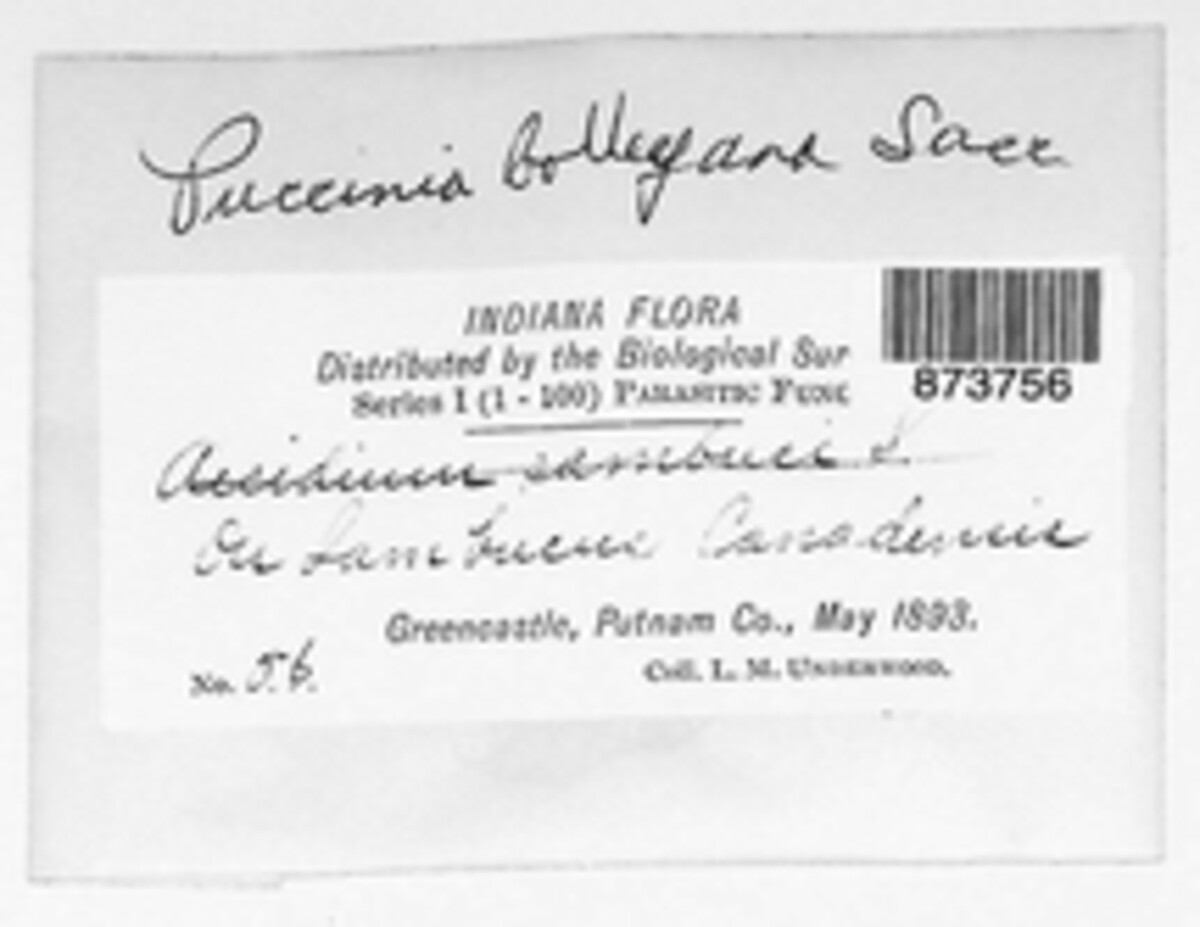 Puccinia Bolleyana Sacc
INDIANA FLORA
Distributed by the Biological Sur
873756
Series I (1 - 100) PARASITIC FUNG
Aecidium sambuci
On Sambucus Canadensis
Greencastle, Putnam Co., May 1893.
No. 56.
Coll. L. M. UNDERWOOD.